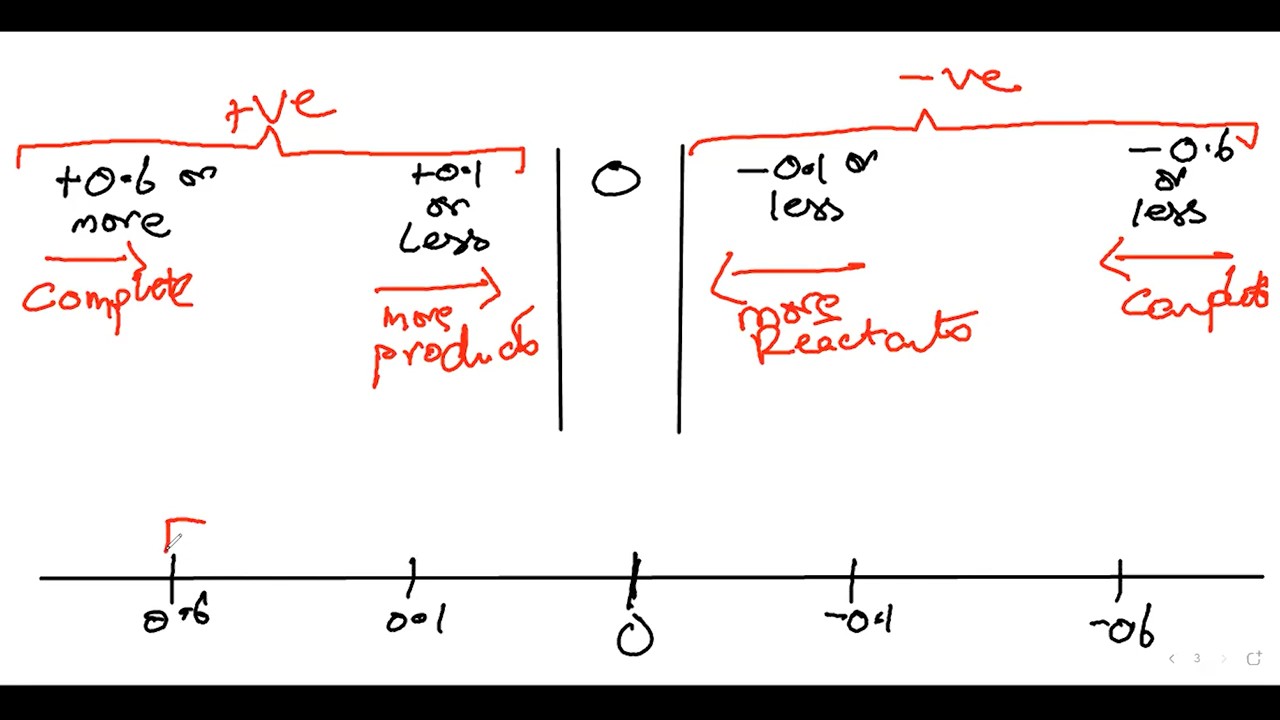 +ve
-ve
+0.6 or
more
+0.1
or
Less
0
-0.1 or
less
-0.6
or
less
Complete
more
products
more
Reactants
Complete
0.6
0.1
0
-0.1
-0.6
3